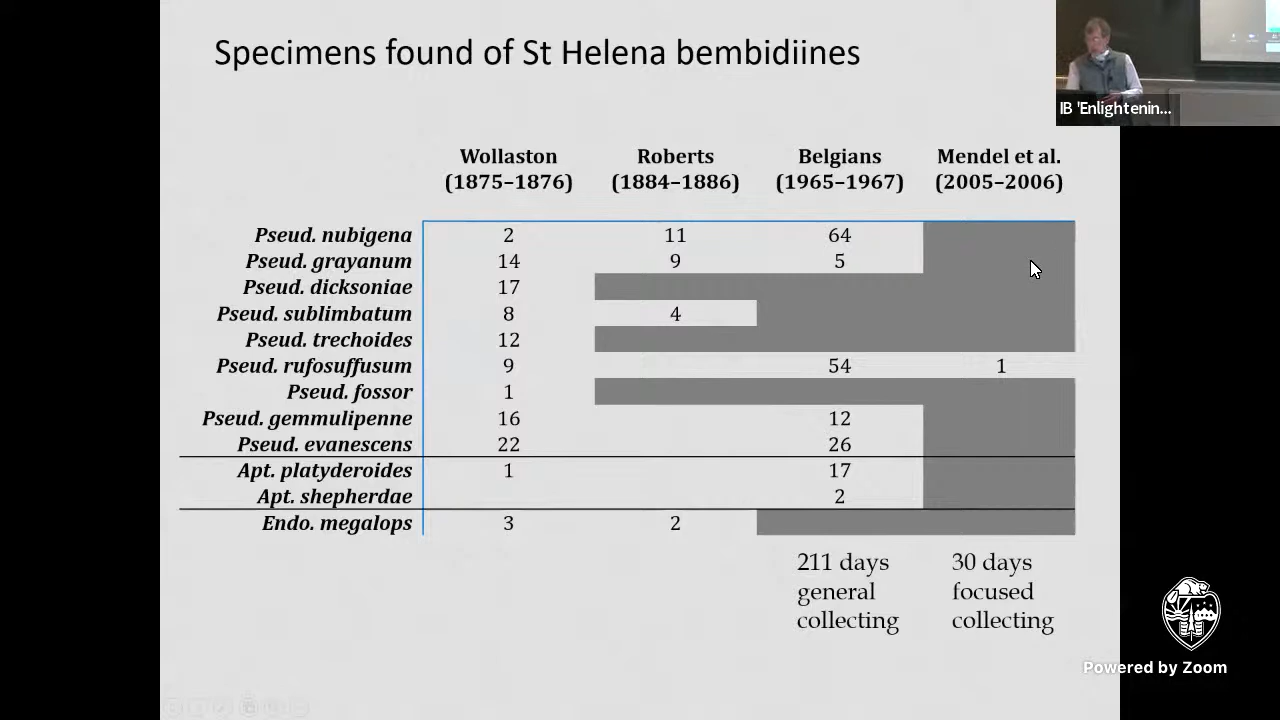 Specimens found of St Helena bembidiines
IB 'Enlightenin...
Wollaston Roberts Belgians Mendel et al.
(1875–1876) (1884–1886) (1965–1967) (2005–2006)
Pseud. nubigena 2 11 64
Pseud. grayanum 14 9 5
Pseud. dicksoniae 17
Pseud. sublimbatum 8 4
Pseud. trechoides 12
Pseud. rufosuffusum 9 54 1
Pseud. fossor 1
Pseud. gemmulipenne 16 12
Pseud. evanescens 22 26
Apt. platyderoides 1 17
Apt. shepherdae 2
Endo. megalops 3 2
211 days 30 days
general focused
collecting collecting
Powered by Zoom